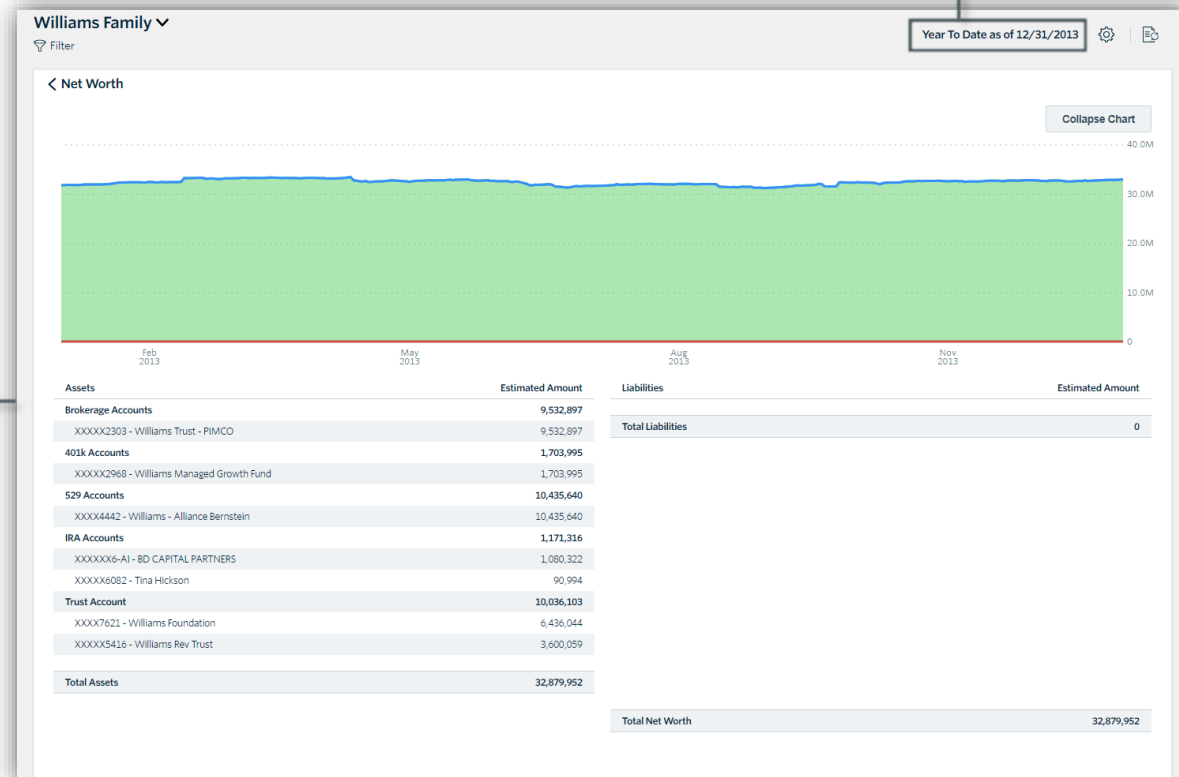 Williams Family
Year To Date as of 12/31/2013
Filter
Net Worth
Collapse Chart
40.0M
30.0M
20.0M
10.0M
0
Feb
2013
May
2013
Aug
2013
Nov
2013
Assets Estimated Amount
Brokerage Accounts 9,532,897
XXXXX2303 - Williams Trust - PIMCO 9,532,897
401k Accounts 1,703,995
XXXXX2968 - Williams Managed Growth Fund 1,703,995
529 Accounts 10,435,640
XXXX4442 - Williams - Alliance Bernstein 10,435,640
IRA Accounts 1,171,316
XXXXXX6-AI - BD CAPITAL PARTNERS 1,080,322
XXXXX6082 - Tina Hickson 90,994
Trust Account 10,036,103
XXXX7621 - Williams Foundation 6,436,044
XXXXX5416 - Williams Rev Trust 3,600,059
Total Assets 32,879,952
Liabilities Estimated Amount
Total Liabilities 0
Total Net Worth 32,879,952